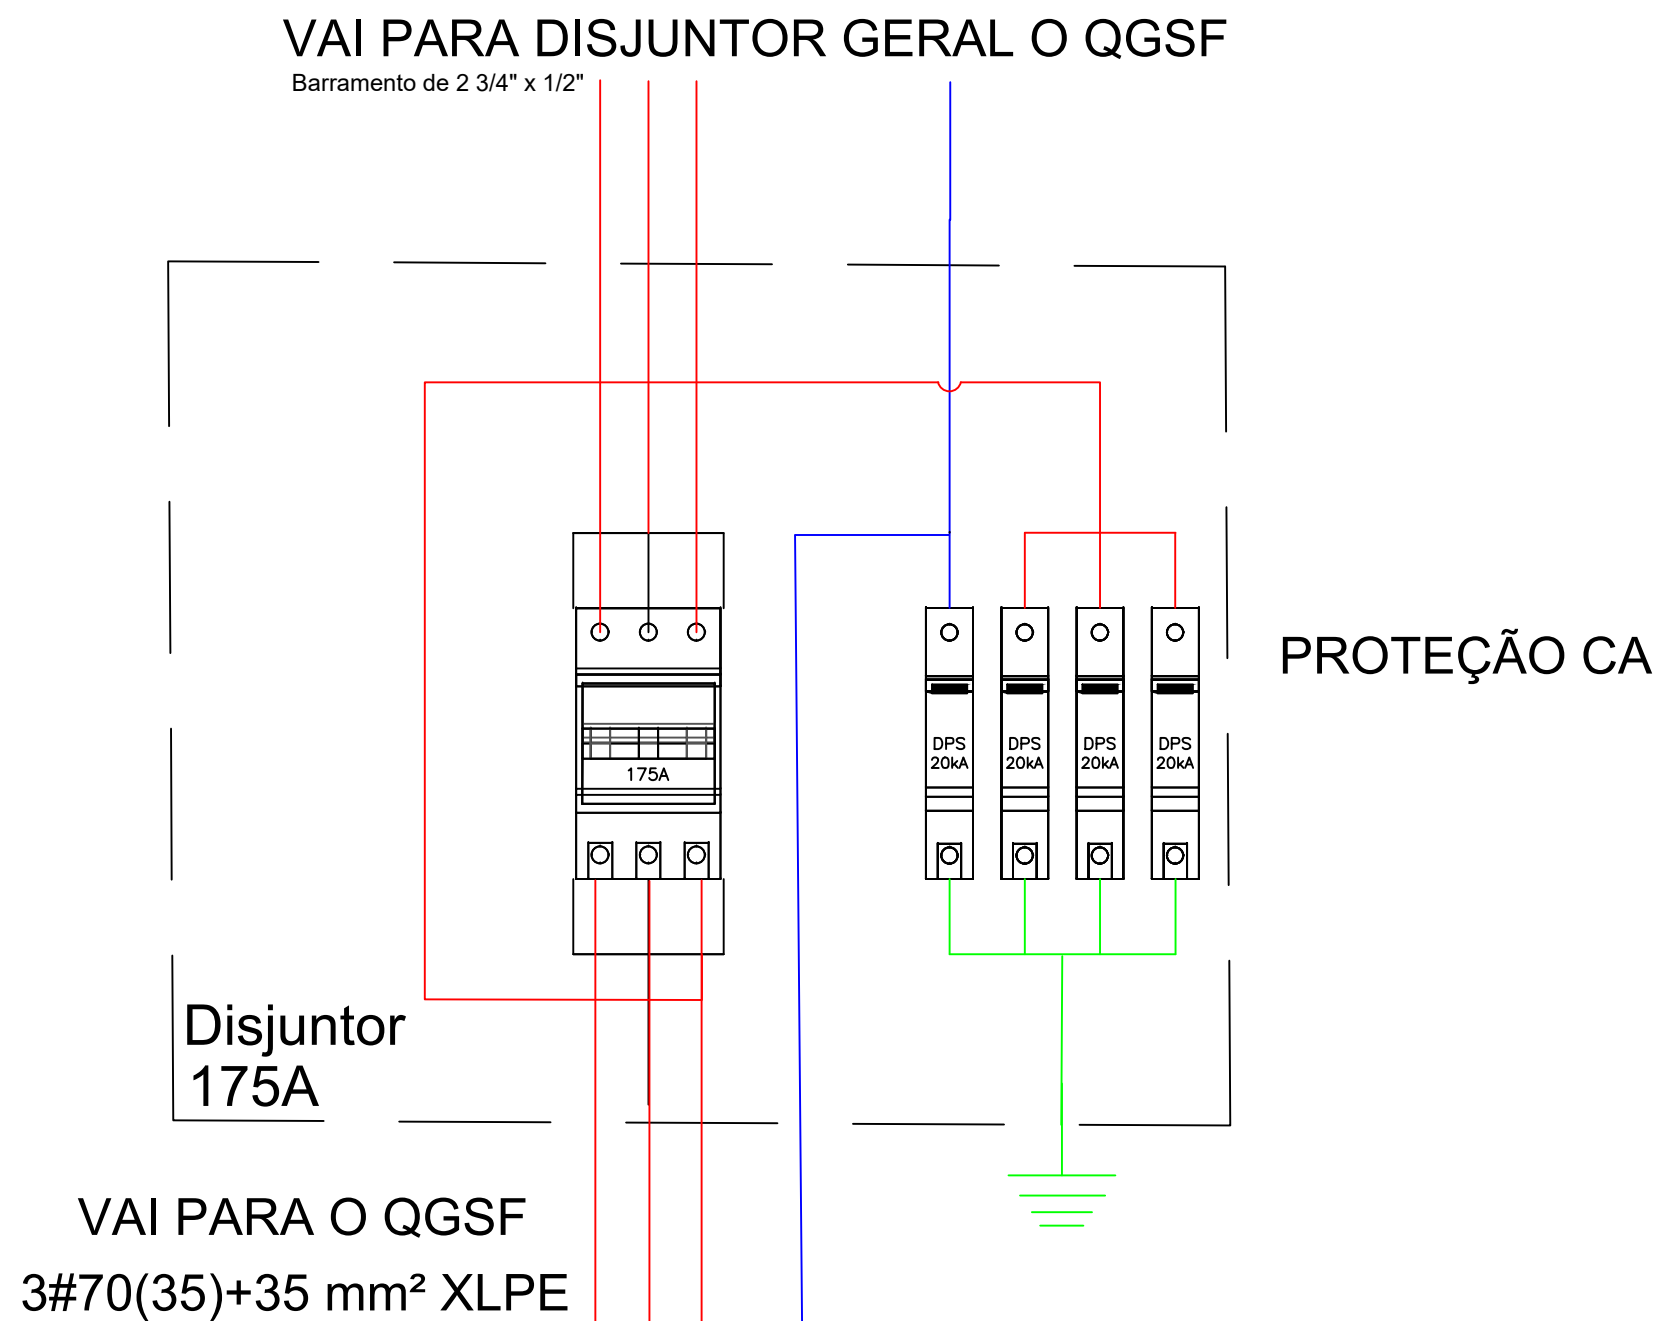 VAI PARA DISJUNTOR GERAL O QGSF
Barramento de 2 3/4" x 1/2"
PROTEÇÃO CA
DPS
20kA
DPS
20kA
DPS
20kA
DPS
20kA
175A
Disjuntor
175A
VAI PARA O QGSF
3#70(35)+35 mm² XLPE